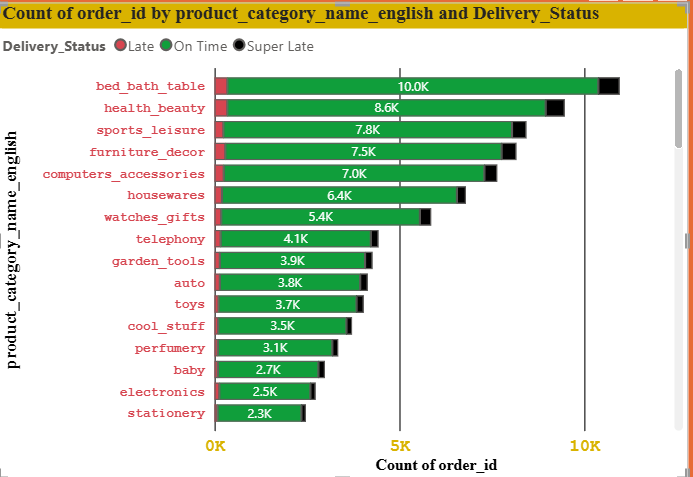 Count of order_id by product_category_name_english and Delivery_Status
Delivery_Status Late On Time Super Late
product_category_name_english
bed_bath_table 10.0K
health_beauty 8.6K
sports_leisure 7.8K
furniture_decor 7.5K
computers_accessories 7.0K
housewares 6.4K
watches_gifts 5.4K
telephony 4.1K
garden_tools 3.9K
auto 3.8K
toys 3.7K
cool_stuff 3.5K
perfumery 3.1K
baby 2.7K
electronics 2.5K
stationery 2.3K
0K 5K 10K
Count of order_id